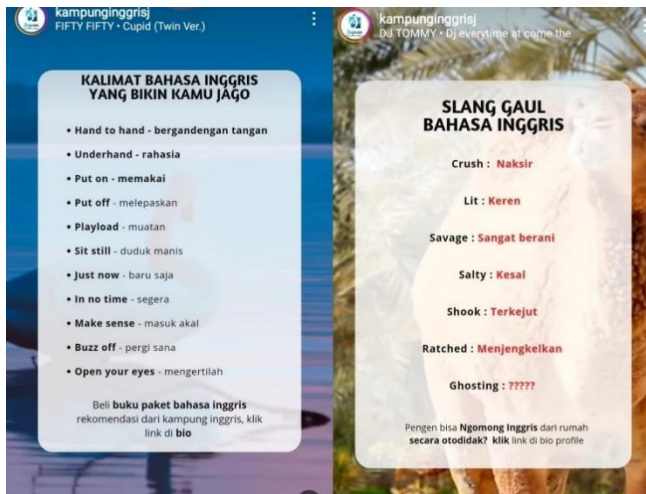 kampunginggrisj
FIFTY FIFTY • Cupid (Twin Ver.)
KALIMAT BAHASA INGGRIS
YANG BIKIN KAMU JAGO
• Hand to hand - bergandengan tangan
• Underhand - rahasia
• Put on - memakai
• Put off - melepaskan
• Playload - muatan
• Sit still - duduk manis
• Just now - baru saja
• In no time - segera
• Make sense - masuk akal
• Buzz off - pergi sana
• Open your eyes - mengertilah
Beli buku paket bahasa inggris
rekomendasi dari kampung inggris, klik
link di bio
kampunginggrisj
DJ TOMMY • Dj everytime at come the
SLANG GAUL
BAHASA INGGRIS
Crush : Naksir
Lit : Keren
Savage : Sangat berani
Salty : Kesal
Shook : Terkejut
Ratched : Menjengkelkan
Ghosting : ?????
Pengen bisa Ngomong Inggris dari rumah
secara otodidak? klik link di bio profile